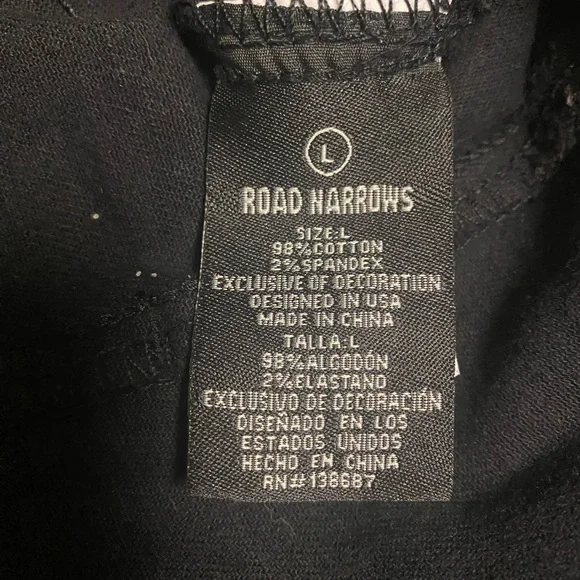 L
ROAD NARROWS
SIZE:L
98%COTTON
2%SPANDEX
EXCLUSIVE OF DECORATION
DESIGNED IN USA
MADE IN CHINA
TALLA:L
98%ALGODÓN
2%ELASTANO
EXCLUSIVO DE DECORACIÓN
DISEÑADO EN LOS
ESTADOS UNIDOS
HECHO EM CHINA
RN#138687